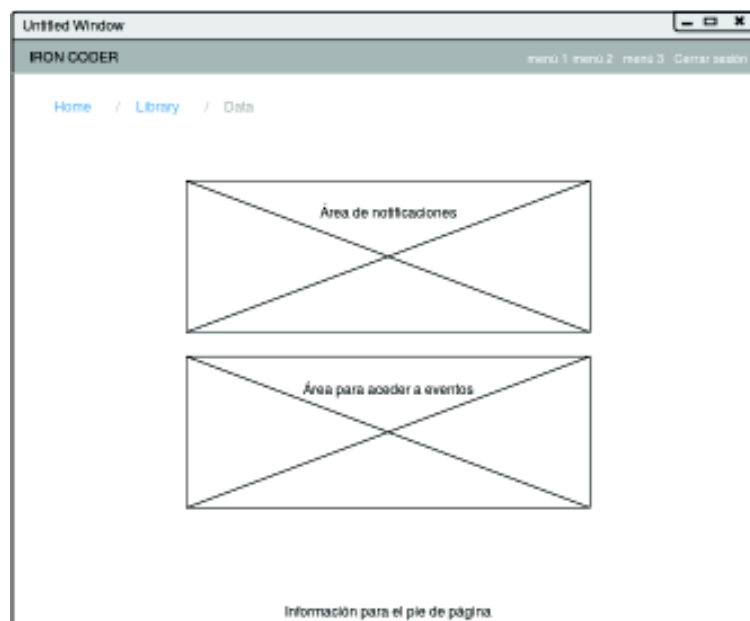 Untitled Window
IRON CODER menú 1 menú 2 menú 3 Cerrar sesión
Home / Library / Data
Área de notificaciones
Área para aceder a eventos
Información para el pie de página